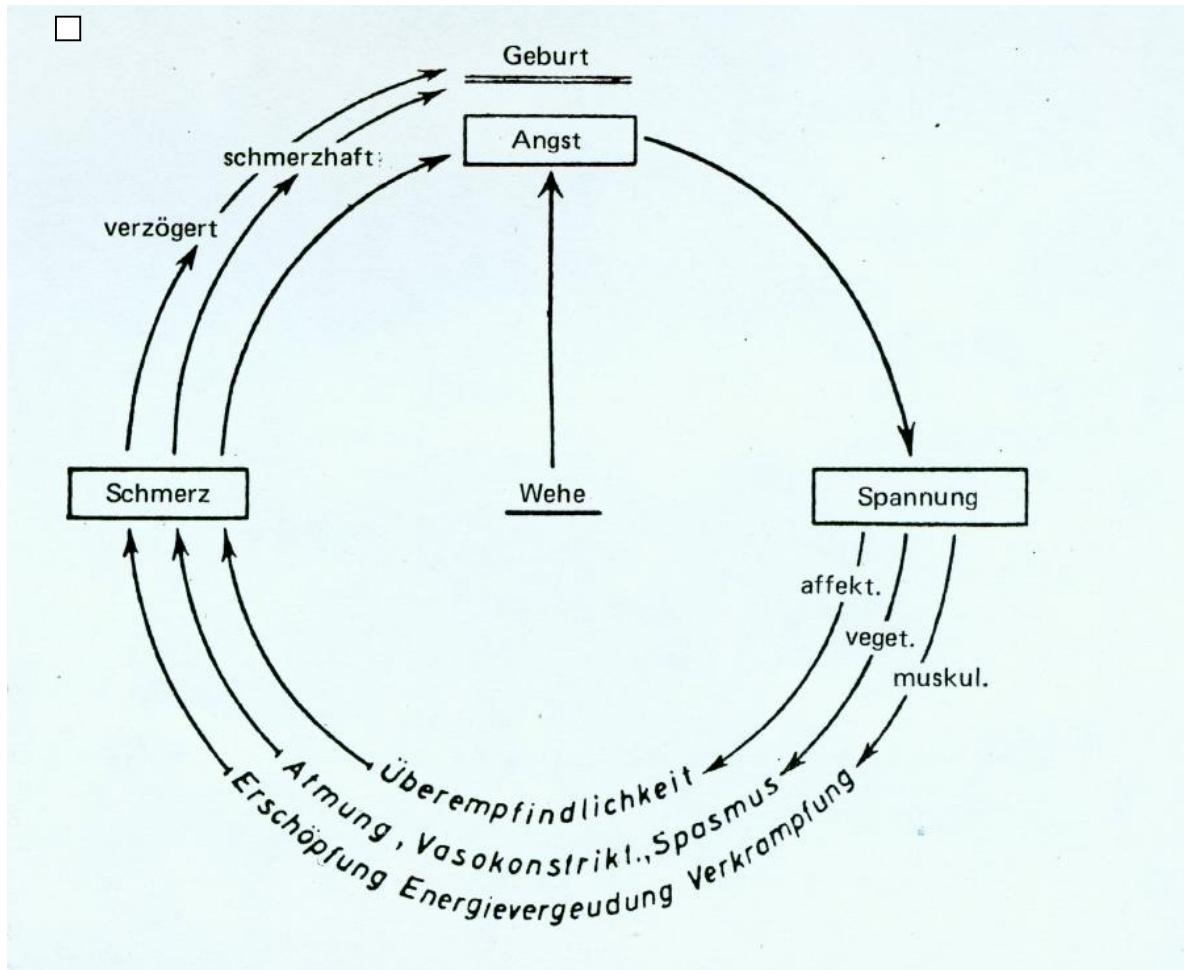 Geburt
Angst
schmerzhaft
verzögert
Schmerz
Wehe
Spannung
affekt.
veget.
muskul.
Überempfindlichkeit
Atmung, Vasokonstrikt., Spasmus
Erschöpfung Energievergeudung Verkrampfung